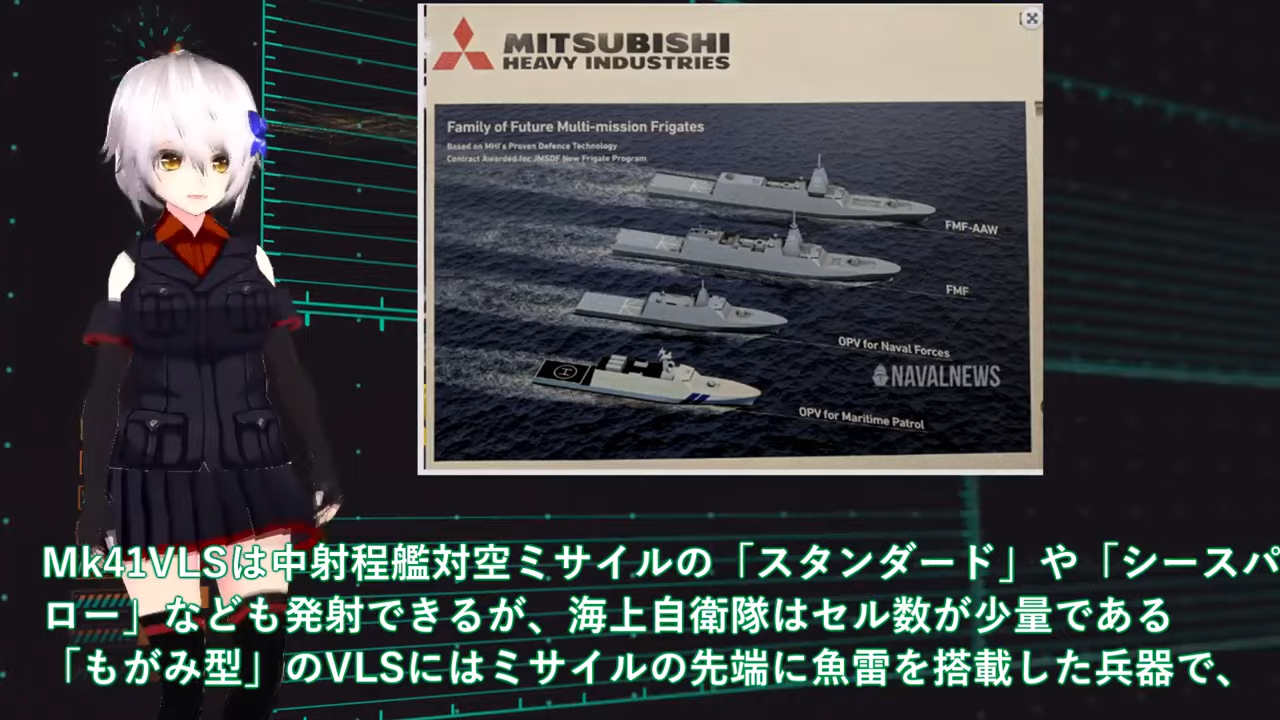 MITSUBISHI
HEAVY INDUSTRIES
Family of Future Multi-mission Frigates
Based on MHI's Proven Defence Technology
Contract Awarded for JMSDF New Frigate Program
FMF-AAW
FMF
OPV for Naval Forces
NAVALNEWS
OPV for Maritime Patrol
Mk41VLSは中射程艦対空ミサイルの「スタンダード」や「シースパ
ロー」なども発射できるが、海上自衛隊はセル数が少量である
「もがみ型」のVLSにはミサイルの先端に魚雷を搭載した兵器で、